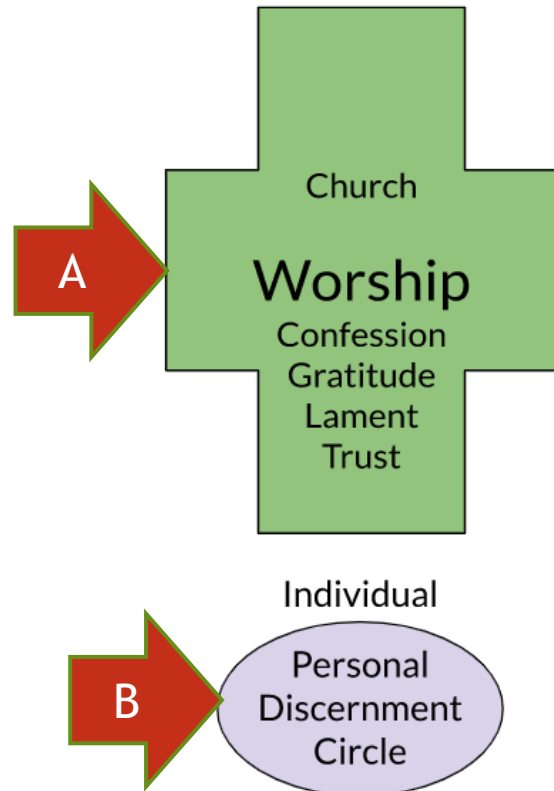 Church
A
Worship
Confession
Gratitude
Lament
Trust
Individual
B
Personal
Discernment
Circle